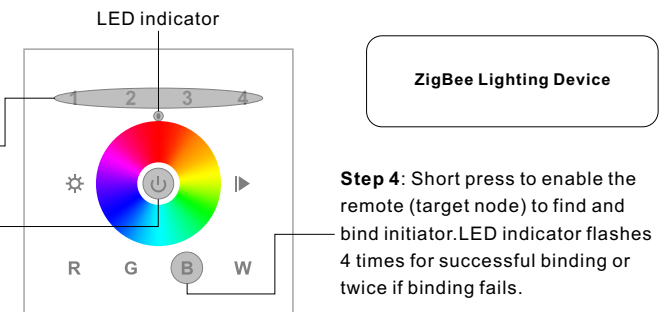 LED indicator
ZigBee Lighting Device
1 2 3 4
Step 4: Short press to enable the
remote (target node) to find and
bind initiator.LED indicator flashes
4 times for successful binding or
twice if binding fails.
R G B W